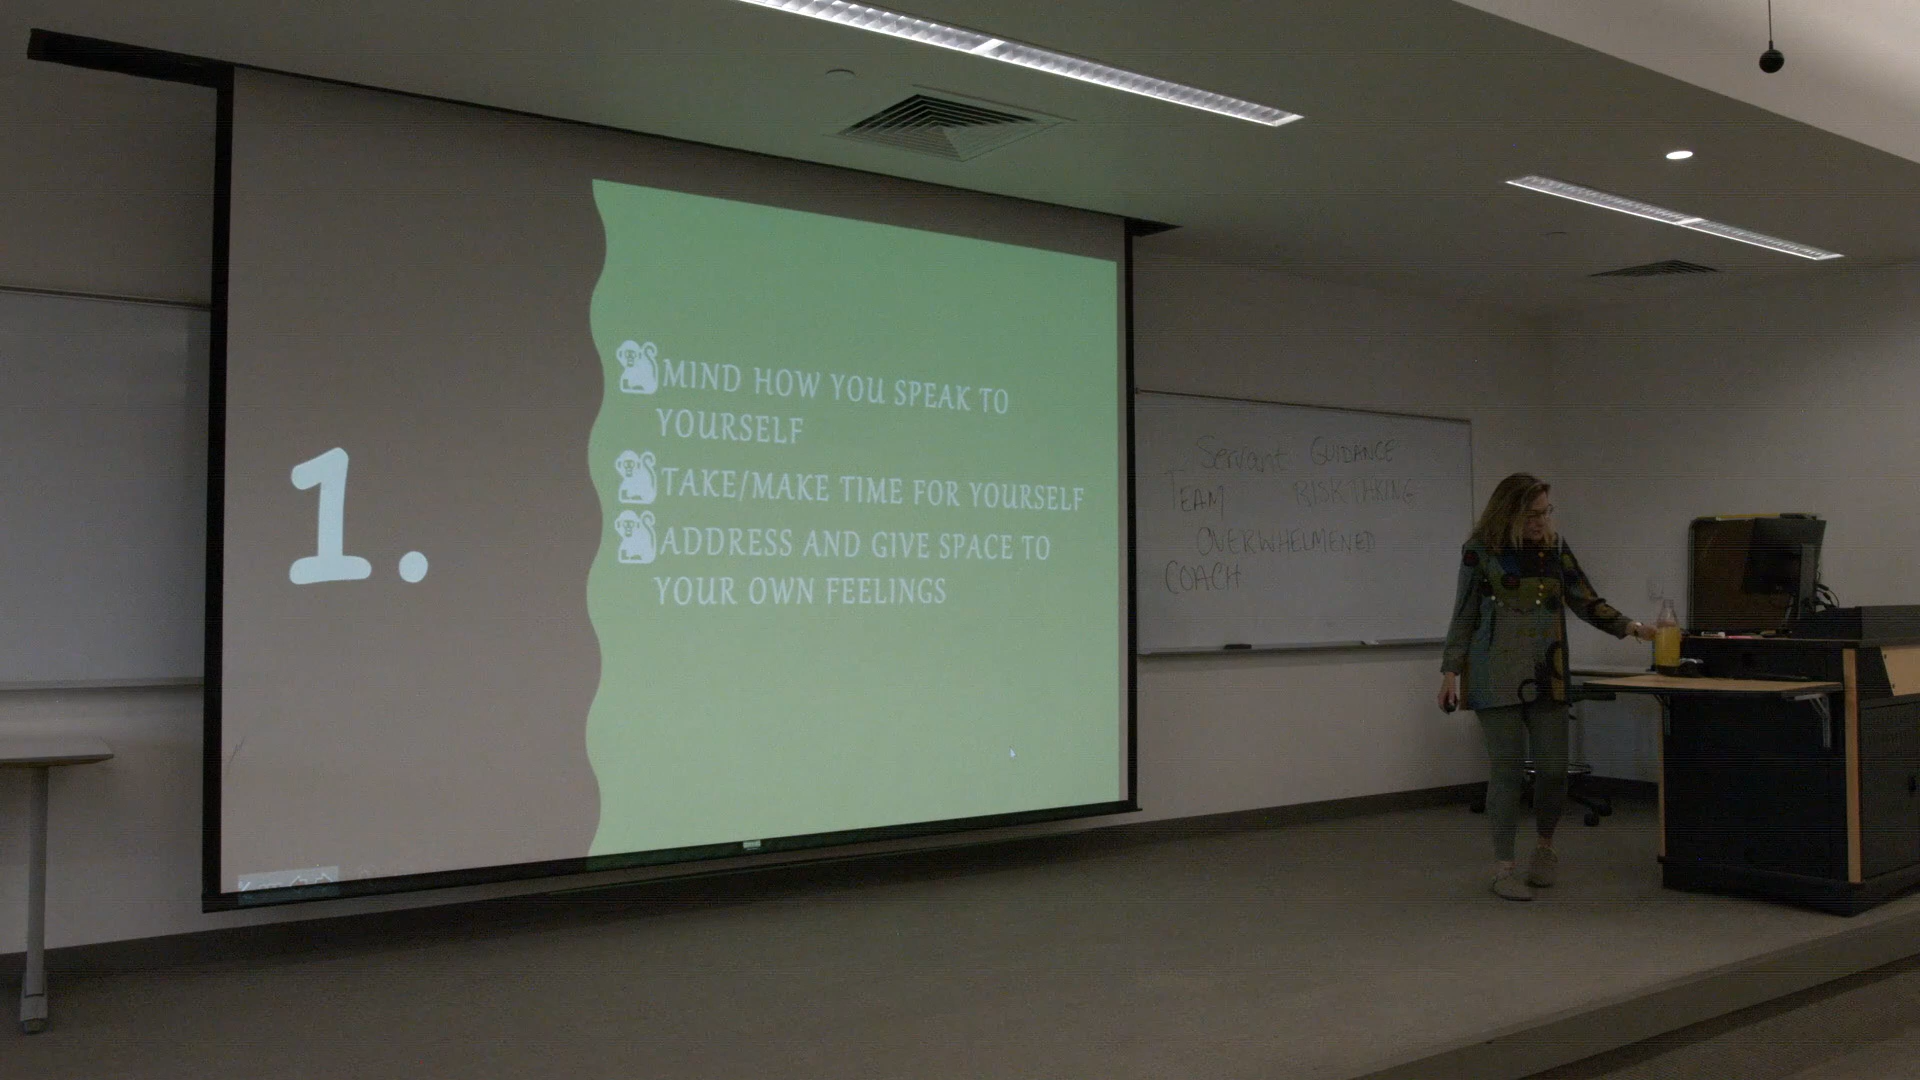 1.
MIND HOW YOU SPEAK TO
YOURSELF
TAKE/MAKE TIME FOR YOURSELF
ADDRESS AND GIVE SPACE TO
YOUR OWN FEELINGS
Servant GUIDANCE
TEAM RISKTAKING
OVERWHELMENED
COACH